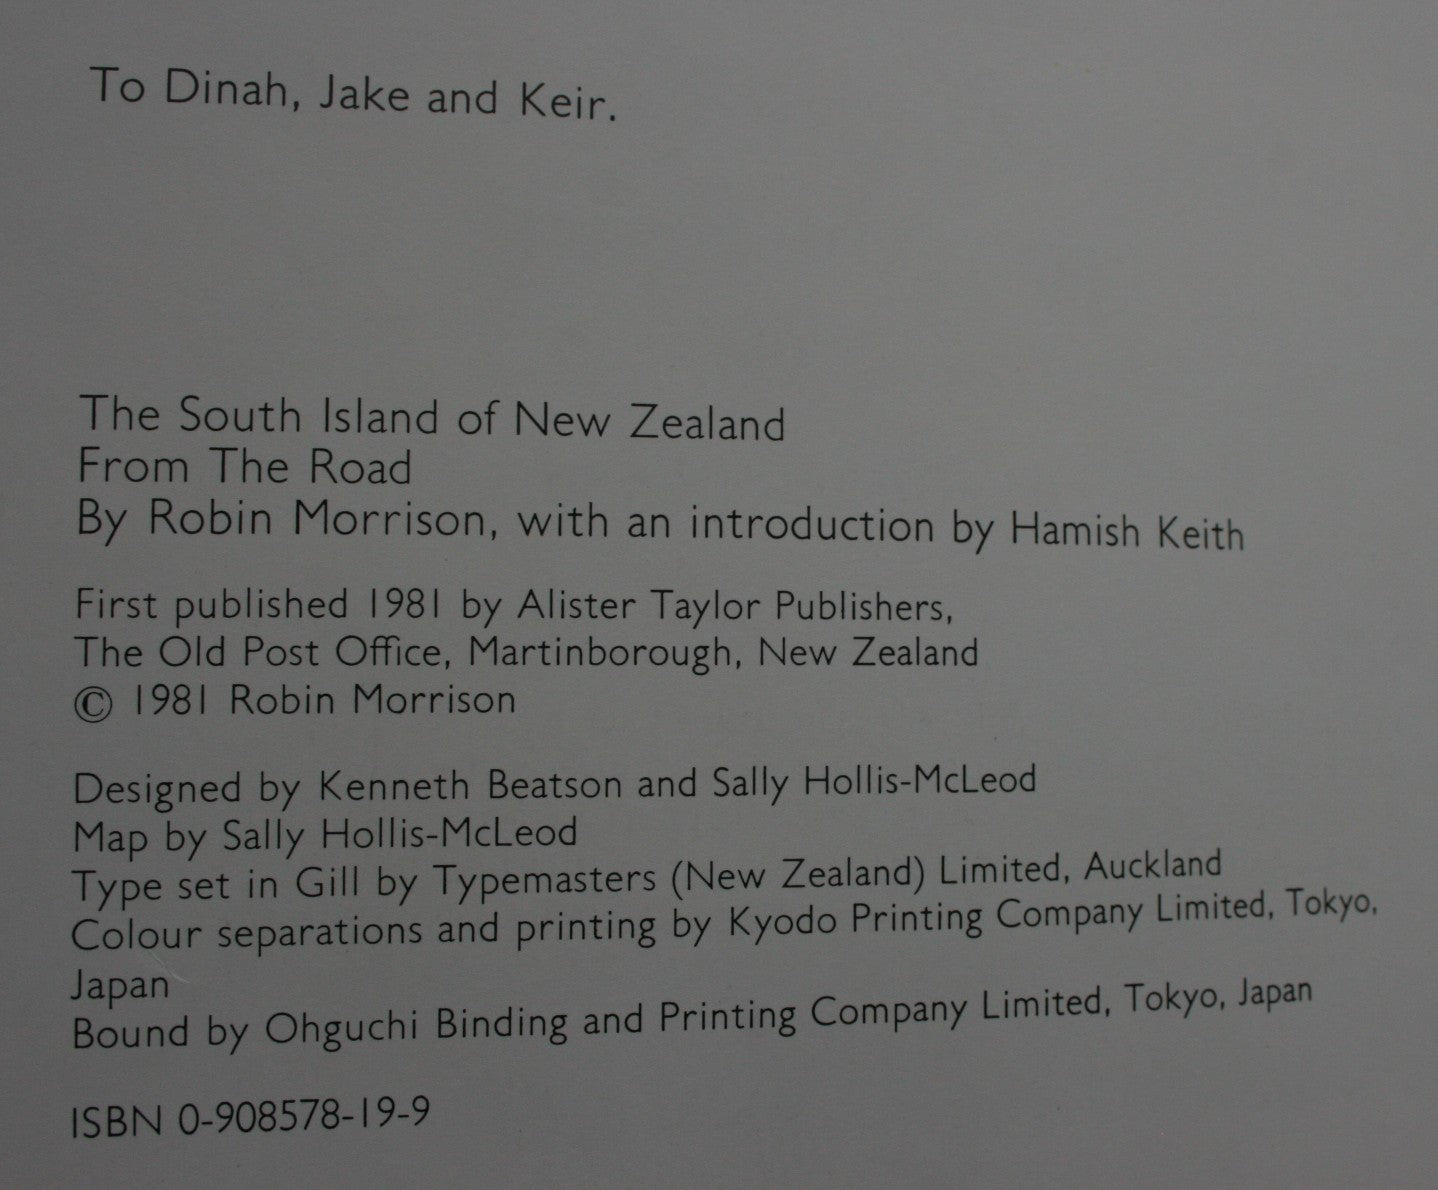 To Dinah, Jake and Keir.
The South Island of New Zealand
From The Road
By Robin Morrison, with an introduction by Hamish Keith
First published 1981 by Alister Taylor Publishers,
The Old Post Office, Martinborough, New Zealand
© 1981 Robin Morrison
Designed by Kenneth Beatson and Sally Hollis-McLeod
Map by Sally Hollis-McLeod
Type set in Gill by Typemasters (New Zealand) Limited, Auckland
Colour separations and printing by Kyodo Printing Company Limited, Tokyo,
Japan
Bound by Ohguchi Binding and Printing Company Limited, Tokyo, Japan
ISBN 0-908578-19-9